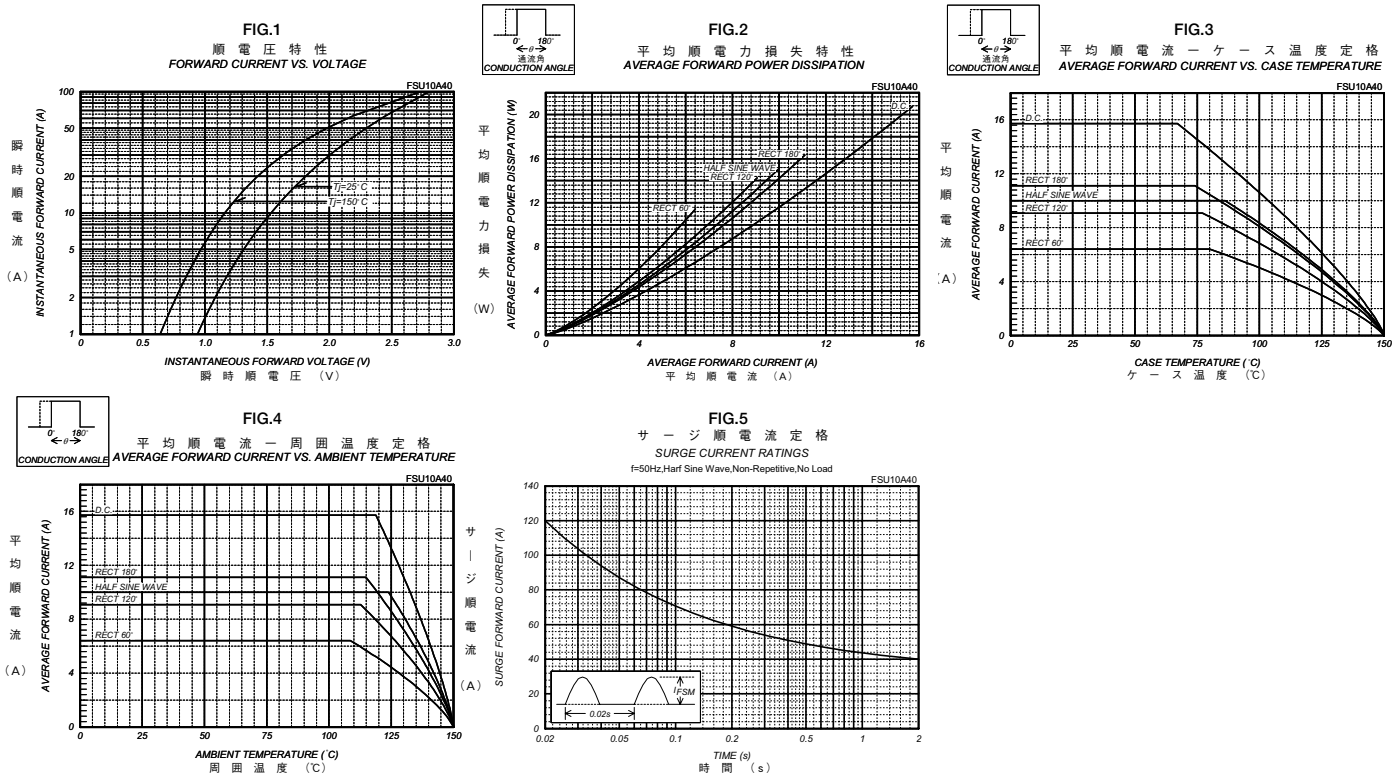 FIG.1
順電圧特性
FORWARD CURRENT VS. VOLTAGE
FSU10A40
瞬時順電流 (A)
INSTANTANEOUS FORWARD CURRENT (A)
100
50
20
10
5
2
1
Tj=25°C
Tj=150°C
0 0.5 1.0 1.5 2.0 2.5 3.0
INSTANTANEOUS FORWARD VOLTAGE (V)
瞬時順電圧 (V)
0° 180°
θ
通流角
CONDUCTION ANGLE
FIG.2
平均順電力損失特性
AVERAGE FORWARD POWER DISSIPATION
FSU10A40
平均順電力損失 (W)
AVERAGE FORWARD POWER DISSIPATION (W)
20
16
12
8
4
0
D.C.
RECT 180°
HALF SINE WAVE
RECT 120°
RECT 60°
0 4 8 12 16
AVERAGE FORWARD CURRENT (A)
平均順電流 (A)
0° 180°
θ
通流角
CONDUCTION ANGLE
FIG.3
平均順電流ーケース温度定格
AVERAGE FORWARD CURRENT VS. CASE TEMPERATURE
FSU10A40
平均順電流 (A)
AVERAGE FORWARD CURRENT (A)
16
12
8
4
0
D.C.
RECT 180°
HALF SINE WAVE
RECT 120°
RECT 60°
0 25 50 75 100 125 150
CASE TEMPERATURE (°C)
ケース温度 (℃)
0° 180°
θ
CONDUCTION ANGLE
FIG.4
平均順電流ー周囲温度定格
AVERAGE FORWARD CURRENT VS. AMBIENT TEMPERATURE
FSU10A40
平均順電流 (A)
AVERAGE FORWARD CURRENT (A)
16
12
8
4
0
D.C.
RECT 180°
HALF SINE WAVE
RECT 120°
RECT 60°
0 25 50 75 100 125 150
AMBIENT TEMPERATURE (°C)
周囲温度 (℃)
FIG.5
サージ順電流定格
SURGE CURRENT RATINGS
f=50Hz,Harf Sine Wave,Non-Repetitive,No Load
FSU10A40
サージ順電流 (A)
SURGE FORWARD CURRENT (A)
140
120
100
80
60
40
20
0
IFSM
0.02s
0.02 0.05 0.1 0.2 0.5 1 2
TIME (s)
時間 (s)